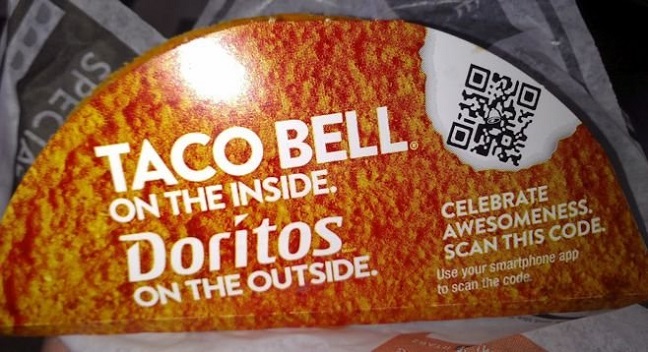 SPECIAL
TACO BELL®
ON THE INSIDE.
Doritos
ON THE OUTSIDE.
CELEBRATE
AWESOMENESS.
SCAN THIS CODE.
Use your smartphone app
to scan the code.